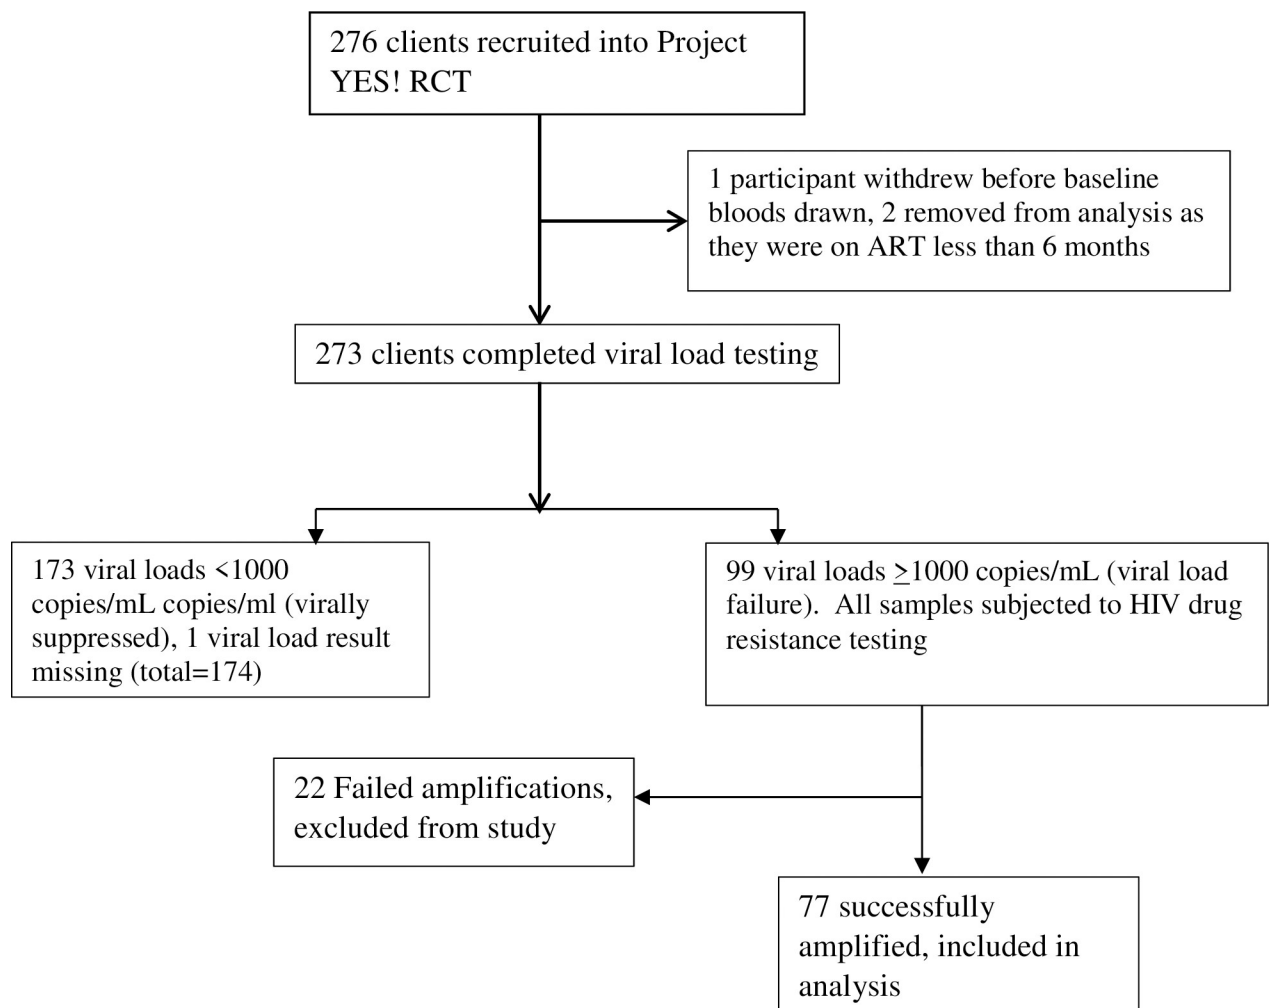 276 clients recruited into Project
YES! RCT
1 participant withdrew before baseline
bloods drawn, 2 removed from analysis as
they were on ART less than 6 months
273 clients completed viral load testing
173 viral loads <1000
copies/mL copies/ml (virally
suppressed), 1 viral load result
missing (total=174)
99 viral loads ≥1000 copies/mL (viral load
failure).  All samples subjected to HIV drug
resistance testing
22 Failed amplifications,
excluded from study
77 successfully
amplified, included in
analysis